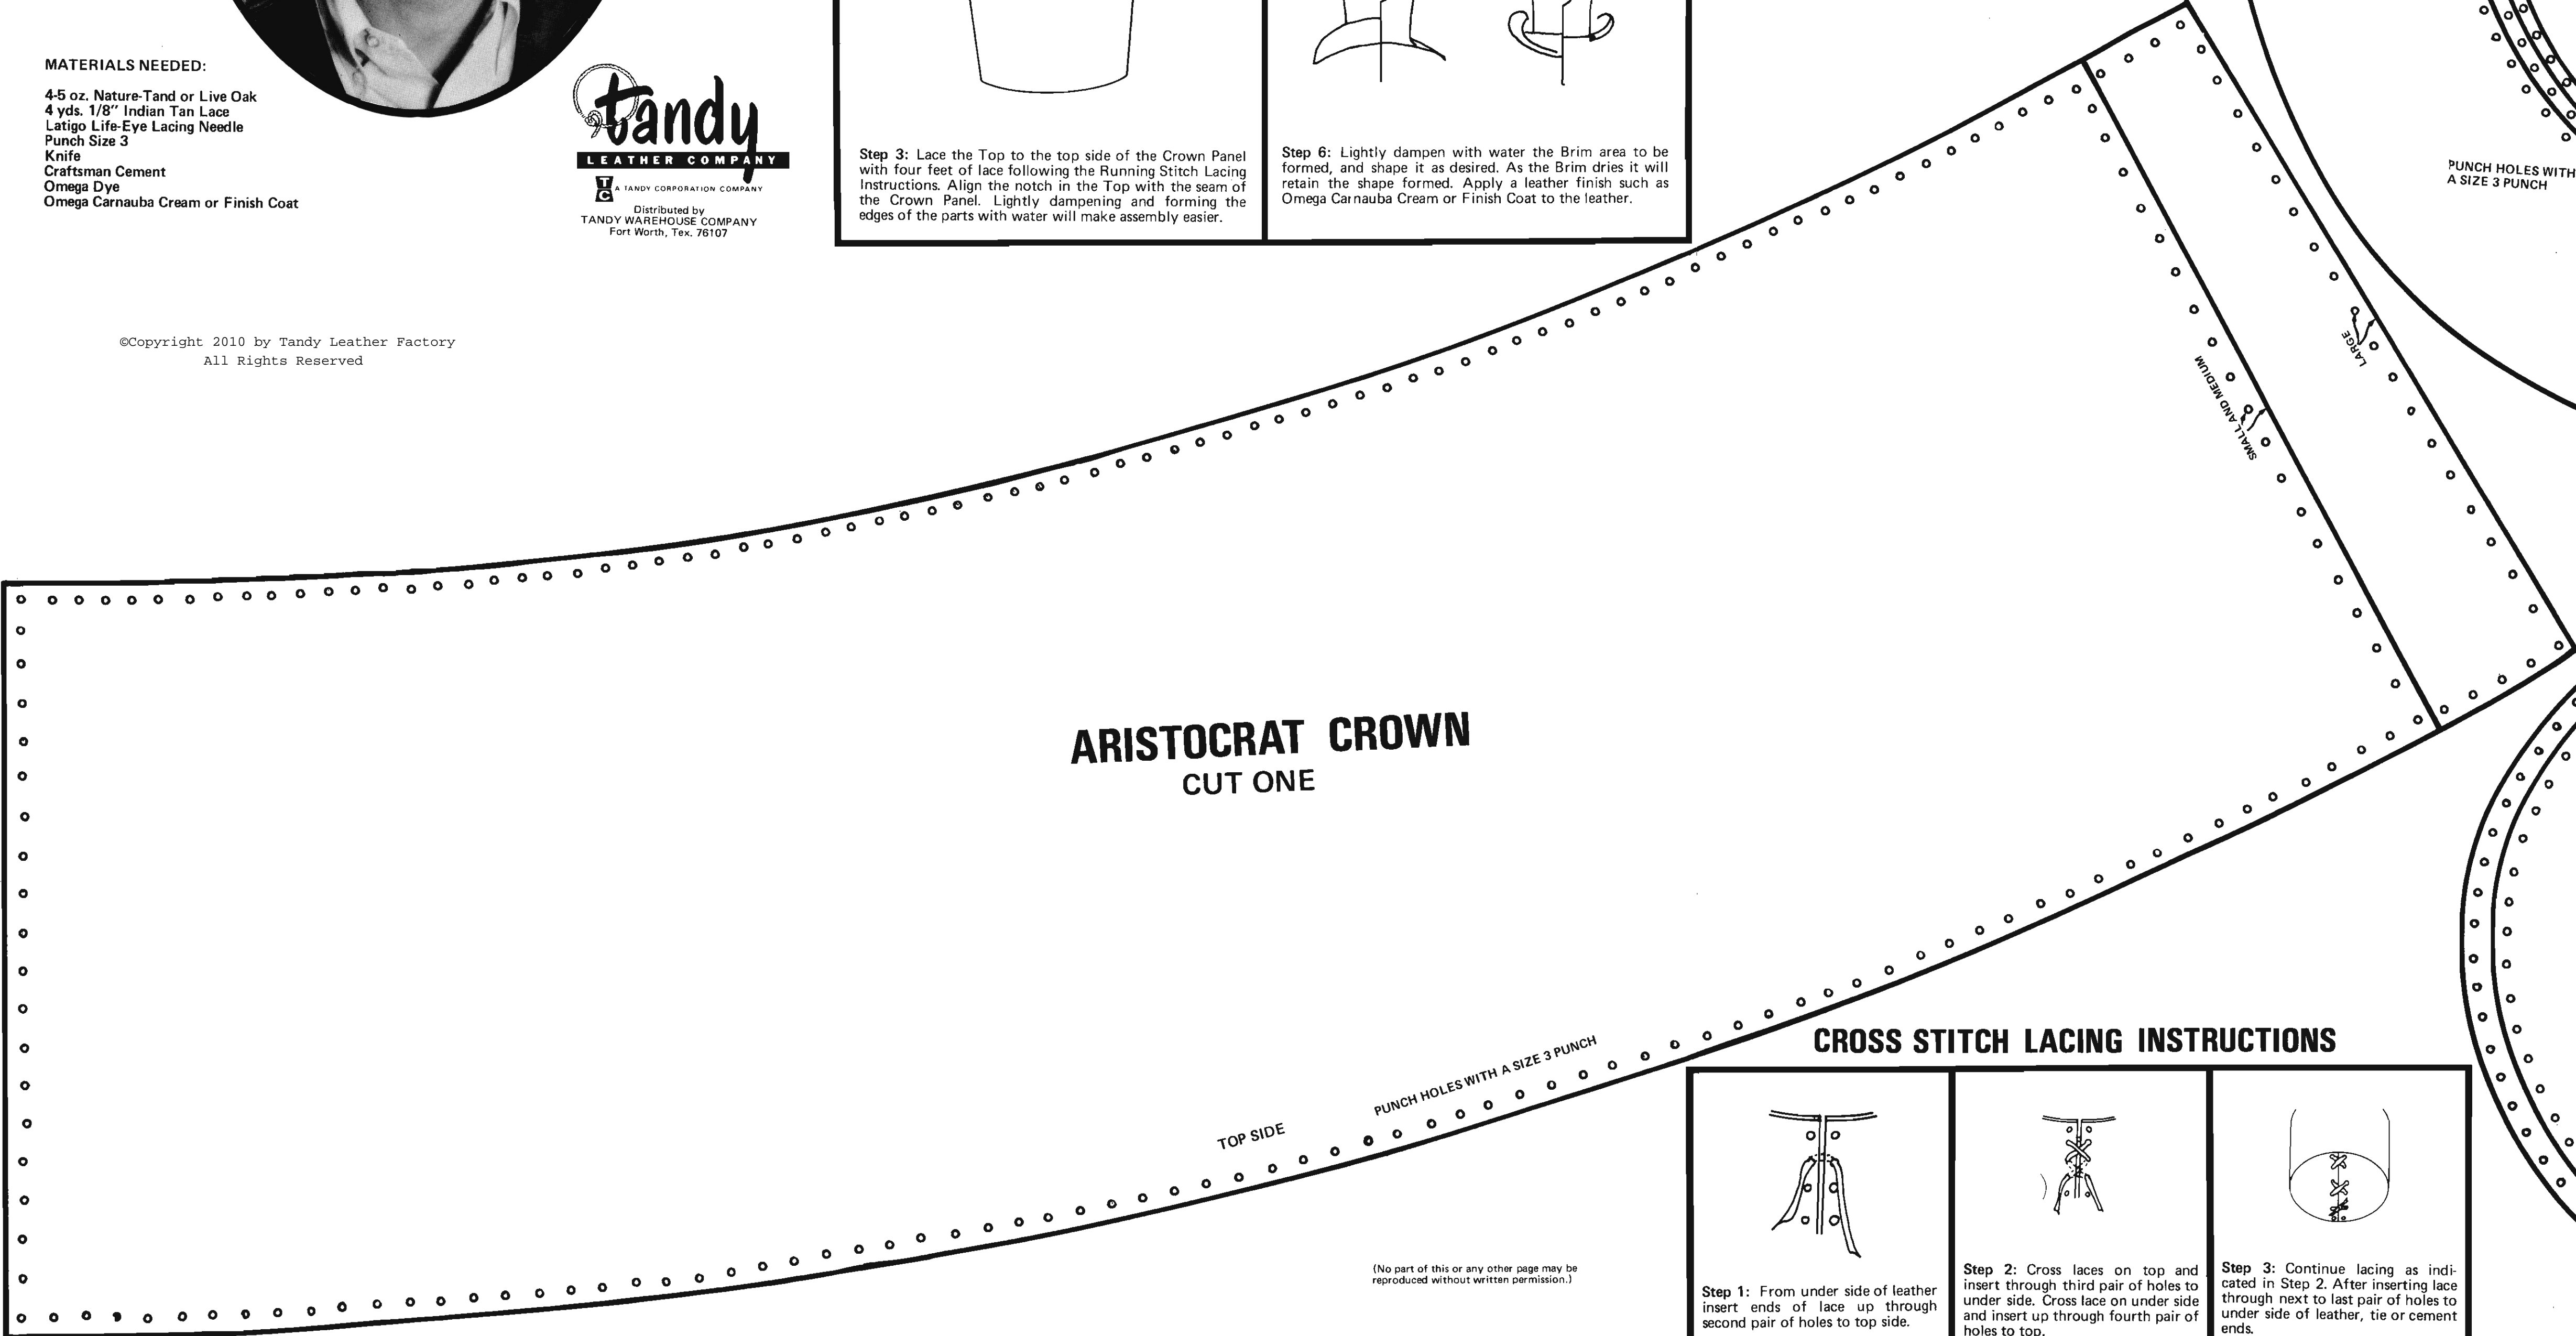 MATERIALS NEEDED:
4-5 oz. Nature-Tand or Live Oak
4 yds. 1/8" Indian Tan Lace
Latigo Life-Eye Lacing Needle
Punch Size 3
Knife
Craftsman Cement
Omega Dye
Omega Carnauba Cream or Finish Coat
tandy
LEATHER COMPANY
TC
A TANDY CORPORATION COMPANY
Distributed by
TANDY WAREHOUSE COMPANY
Fort Worth, Tex. 76107
©Copyright 2010 by Tandy Leather Factory
All Rights Reserved
Step 3: Lace the Top to the top side of the Crown Panel
with four feet of lace following the Running Stitch Lacing
Instructions. Align the notch in the Top with the seam of
the Crown Panel. Lightly dampening and forming the
edges of the parts with water will make assembly easier.
Step 6: Lightly dampen with water the Brim area to be
formed, and shape it as desired. As the Brim dries it will
retain the shape formed. Apply a leather finish such as
Omega Carnauba Cream or Finish Coat to the leather.
PUNCH HOLES WITH
A SIZE 3 PUNCH
LARGE
SMALL AND MEDIUM
ARISTOCRAT CROWN
CUT ONE
TOP SIDE
PUNCH HOLES WITH A SIZE 3 PUNCH
(No part of this or any other page may be
reproduced without written permission.)
CROSS STITCH LACING INSTRUCTIONS
Step 1: From under side of leather
insert ends of lace up through
second pair of holes to top side.
Step 2: Cross laces on top and
insert through third pair of holes to
under side. Cross lace on under side
and insert up through fourth pair of
holes to top.
Step 3: Continue lacing as indi-
cated in Step 2. After inserting lace
through next to last pair of holes to
under side of leather, tie or cement
ends.